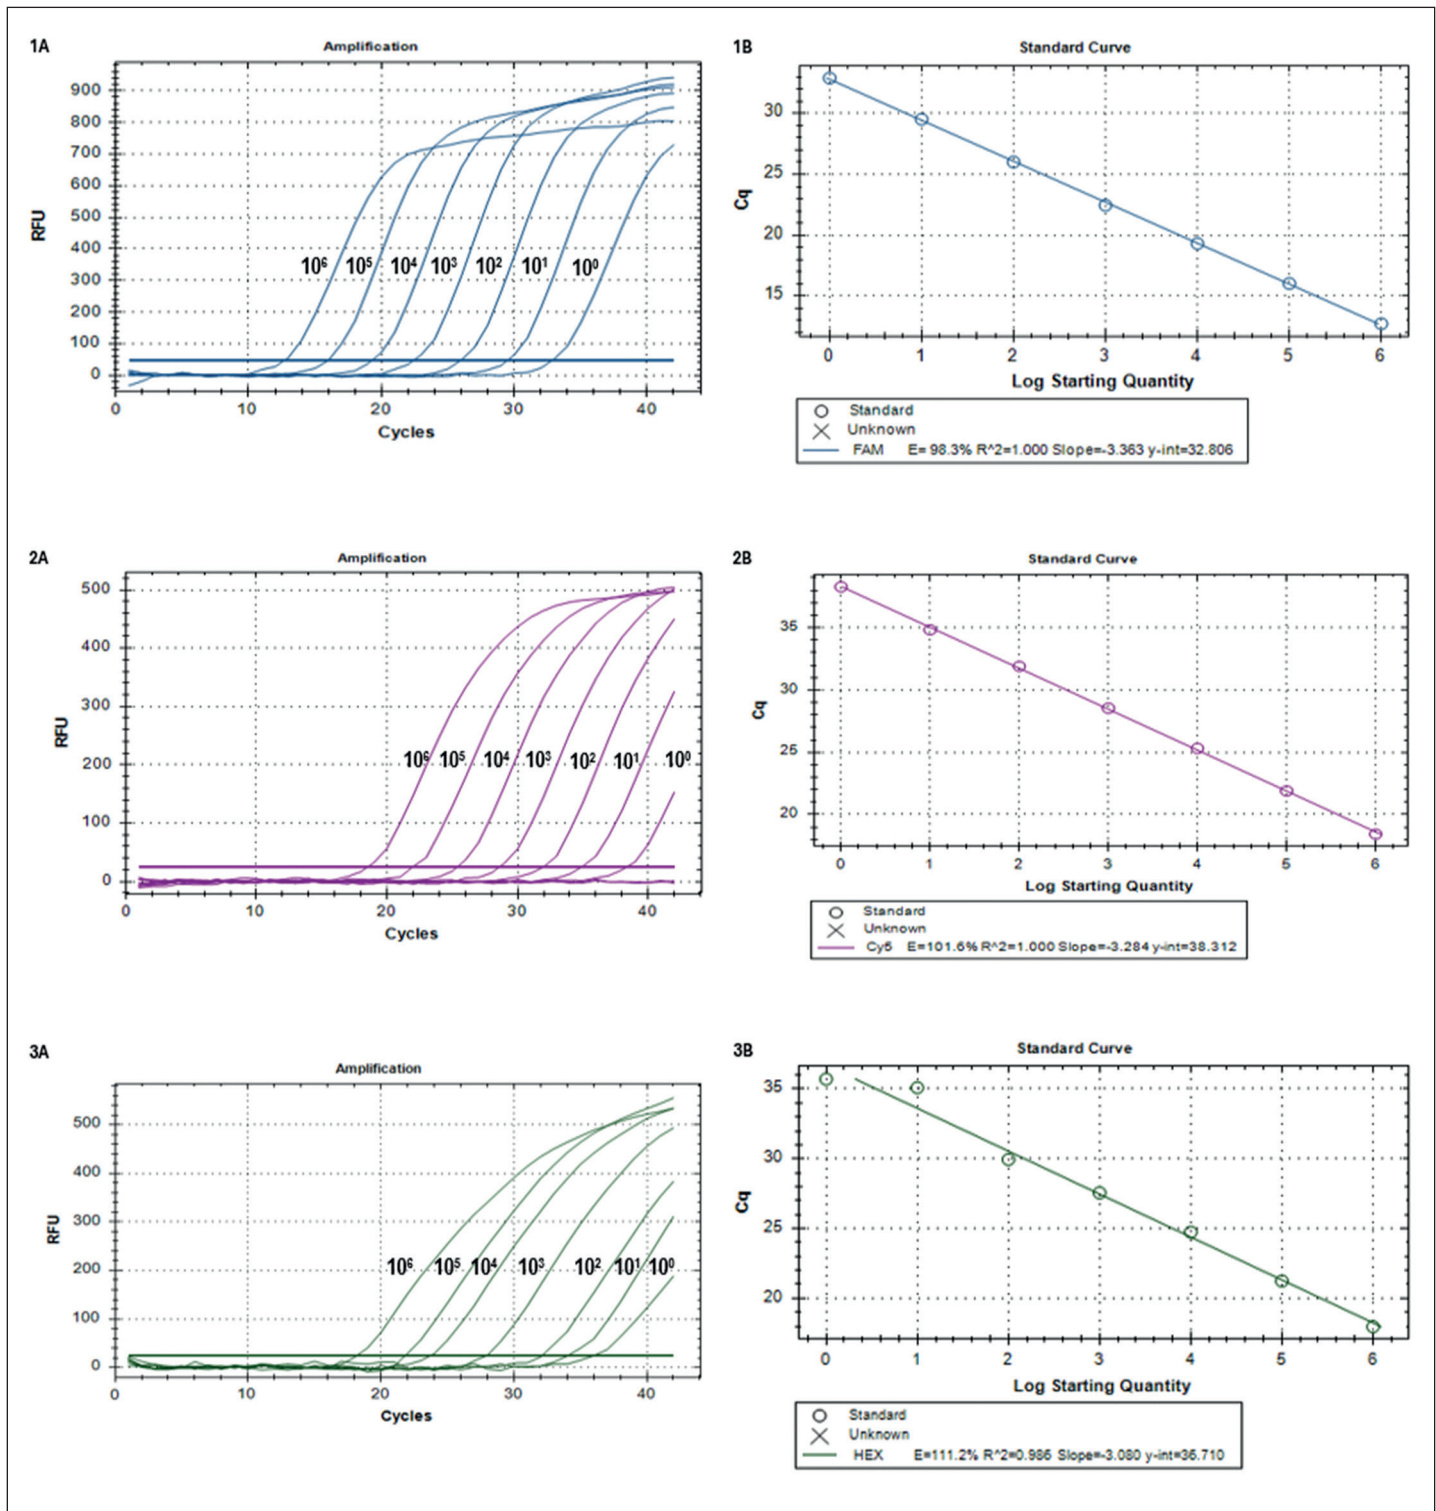 1A
Amplification
900
800
700
600
500
400
300
200
100
0
RFU
10⁶ 10⁵ 10⁴ 10³ 10² 10¹ 10⁰
0 10 20 30 40
Cycles
1B
Standard Curve
30
25
20
15
Cq
0 1 2 3 4 5 6
Log Starting Quantity
Standard
Unknown
FAM E= 98.3% R^2=1.000 Slope=-3.363 y-int=32.806
2A
Amplification
500
400
300
200
100
0
RFU
10⁶ 10⁵ 10⁴ 10³ 10² 10¹ 10⁰
0 10 20 30 40
Cycles
2B
Standard Curve
35
30
25
20
Cq
0 1 2 3 4 5 6
Log Starting Quantity
Standard
Unknown
Cy5 E=101.6% R^2=1.000 Slope=-3.284 y-int=38.312
3A
Amplification
500
400
300
200
100
0
RFU
10⁶ 10⁵ 10⁴ 10³ 10² 10¹ 10⁰
0 10 20 30 40
Cycles
3B
Standard Curve
35
30
25
20
Cq
0 1 2 3 4 5 6
Log Starting Quantity
Standard
Unknown
HEX E=111.2% R^2=0.986 Slope=-3.080 y-int=36.710